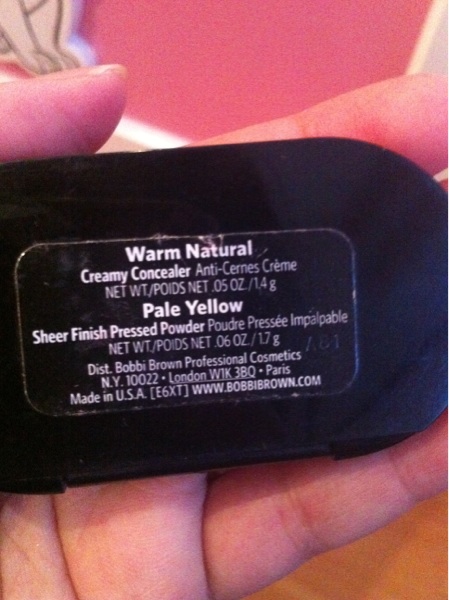 Warm Natural
Creamy Concealer Anti-Cernes Crème
NET WT./POIDS NET .05 OZ./1,4 g
Pale Yellow
Sheer Finish Pressed Powder Poudre Pressée Impalpable
NET WT./POIDS NET .06 OZ./1,7 g
Dist. Bobbi Brown Professional Cosmetics
N.Y. 10022 • London W1K 3BQ • Paris
Made in U.S.A. [E6XT] WWW.BOBBIBROWN.COM